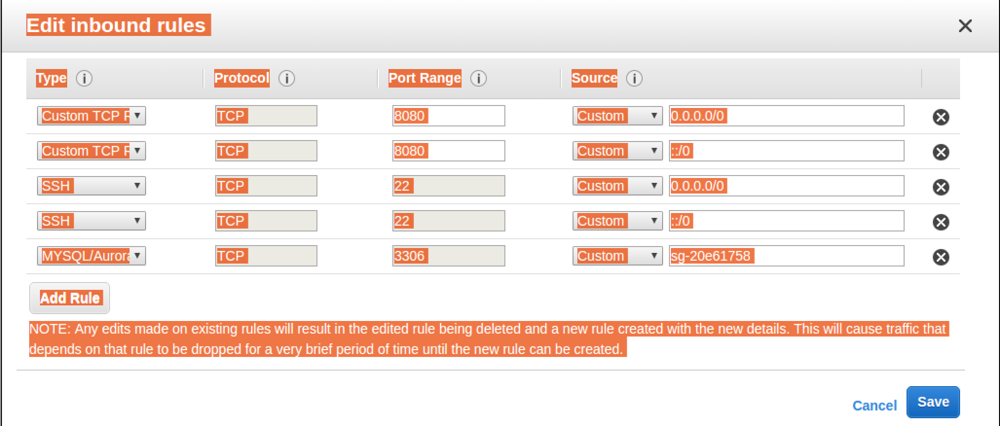 Edit inbound rules
Type Protocol Port Range Source
Custom TCP R TCP 8080 Custom 0.0.0.0/0
Custom TCP R TCP 8080 Custom ::/0
SSH TCP 22 Custom 0.0.0.0/0
SSH TCP 22 Custom ::/0
MYSQL/Aurora TCP 3306 Custom sg-20e61758
Add Rule
NOTE: Any edits made on existing rules will result in the edited rule being deleted and a new rule created with the new details. This will cause traffic that
depends on that rule to be dropped for a very brief period of time until the new rule can be created.
Cancel Save